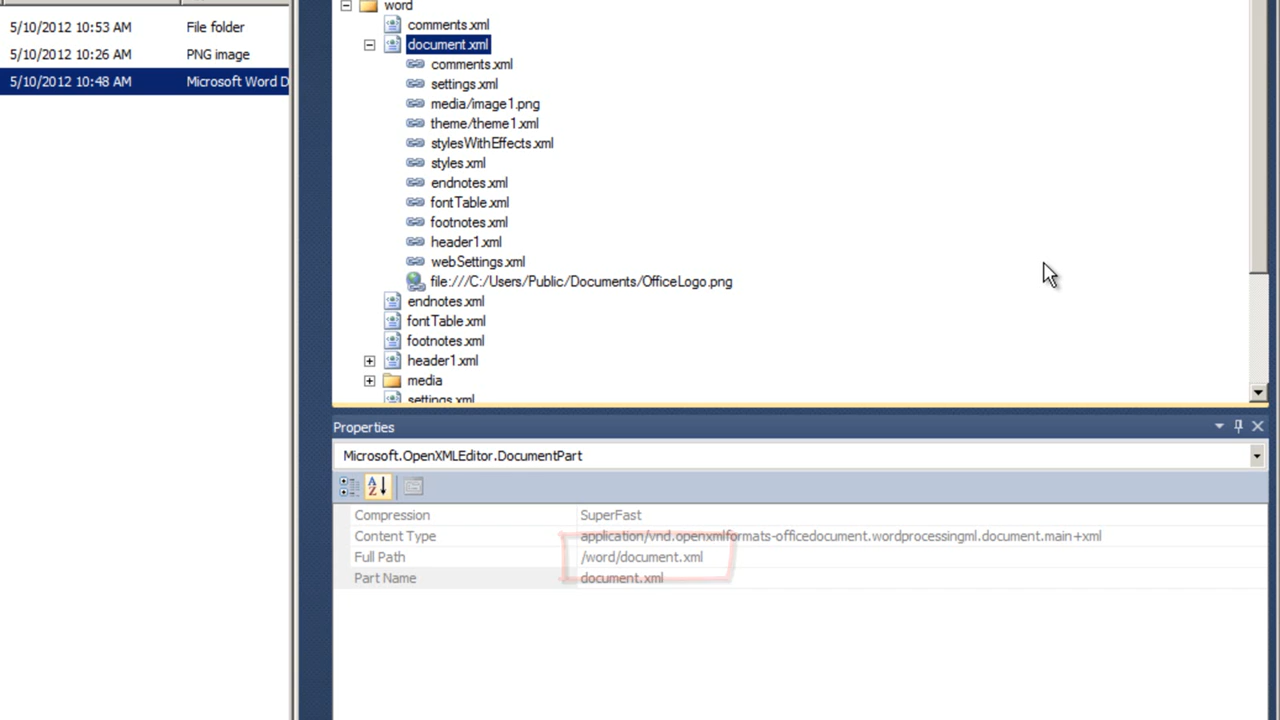 5/10/2012 10:53 AM File folder
5/10/2012 10:26 AM PNG image
5/10/2012 10:48 AM Microsoft Word D
word
comments.xml
document.xml
comments.xml
settings.xml
media/image1.png
theme/theme1.xml
stylesWithEffects.xml
styles.xml
endnotes.xml
fontTable.xml
footnotes.xml
header1.xml
webSettings.xml
file:///C:/Users/Public/Documents/OfficeLogo.png
endnotes.xml
fontTable.xml
footnotes.xml
header1.xml
media
settings.xml
Properties
Microsoft.OpenXMLEditor.DocumentPart
Compression SuperFast
Content Type application/vnd.openxmlformats-officedocument.wordprocessingml.document.main+xml
Full Path /word/document.xml
Part Name document.xml